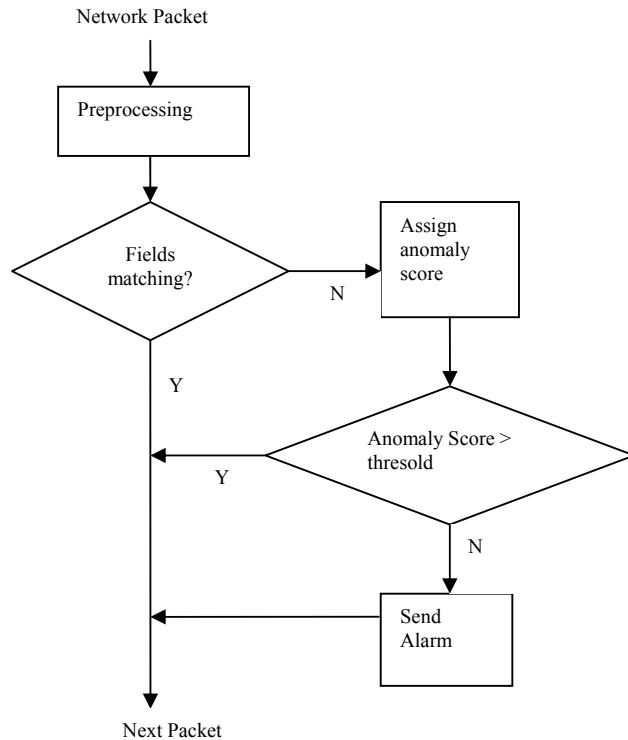 Network Packet
Preprocessing
Fields
matching?
N
Assign
anomaly
score
Y
Anomaly Score >
thresold
Y
N
Send
Alarm
Next Packet